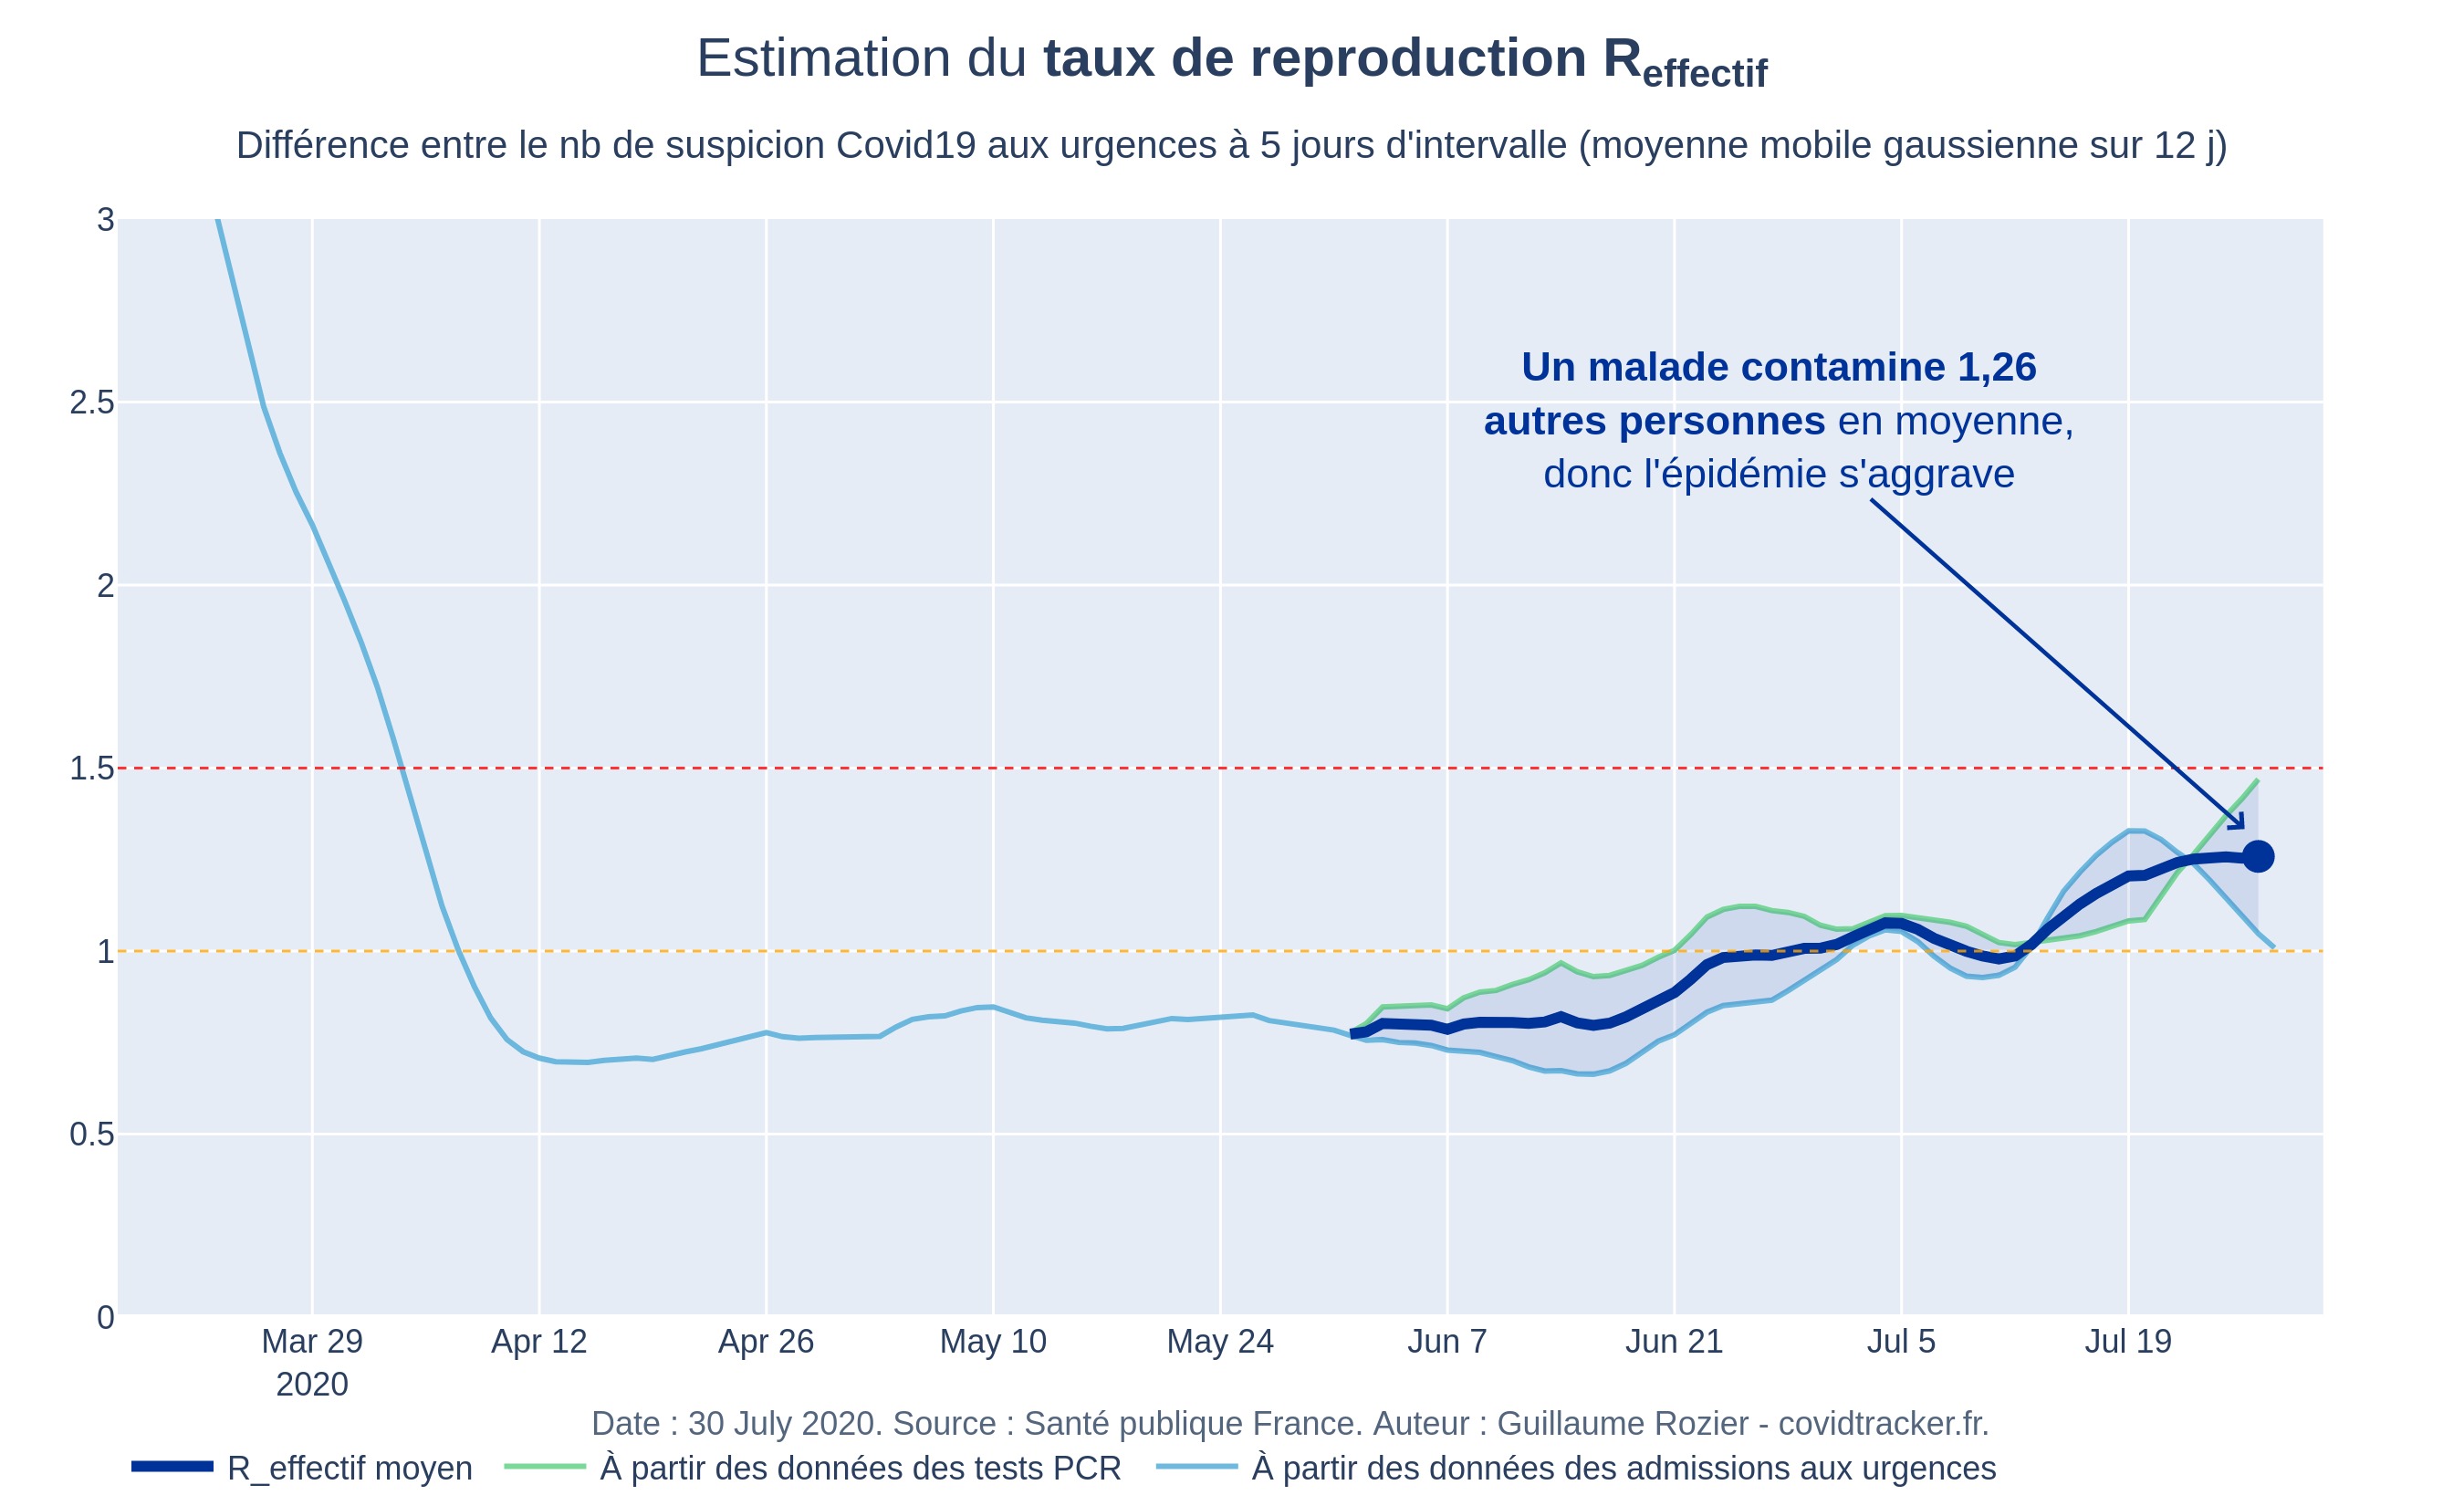 Estimation du taux de reproduction Reffectif
Différence entre le nb de suspicion Covid19 aux urgences à 5 jours d'intervalle (moyenne mobile gaussienne sur 12 j)
3
2.5
2
1.5
1
0.5
0
Un malade contamine 1,26
autres personnes en moyenne,
donc l'épidémie s'aggrave
Mar 29 Apr 12 Apr 26 May 10 May 24 Jun 7 Jun 21 Jul 5 Jul 19
2020
Date : 30 July 2020. Source : Santé publique France. Auteur : Guillaume Rozier - covidtracker.fr.
R_effectif moyen À partir des données des tests PCR À partir des données des admissions aux urgences